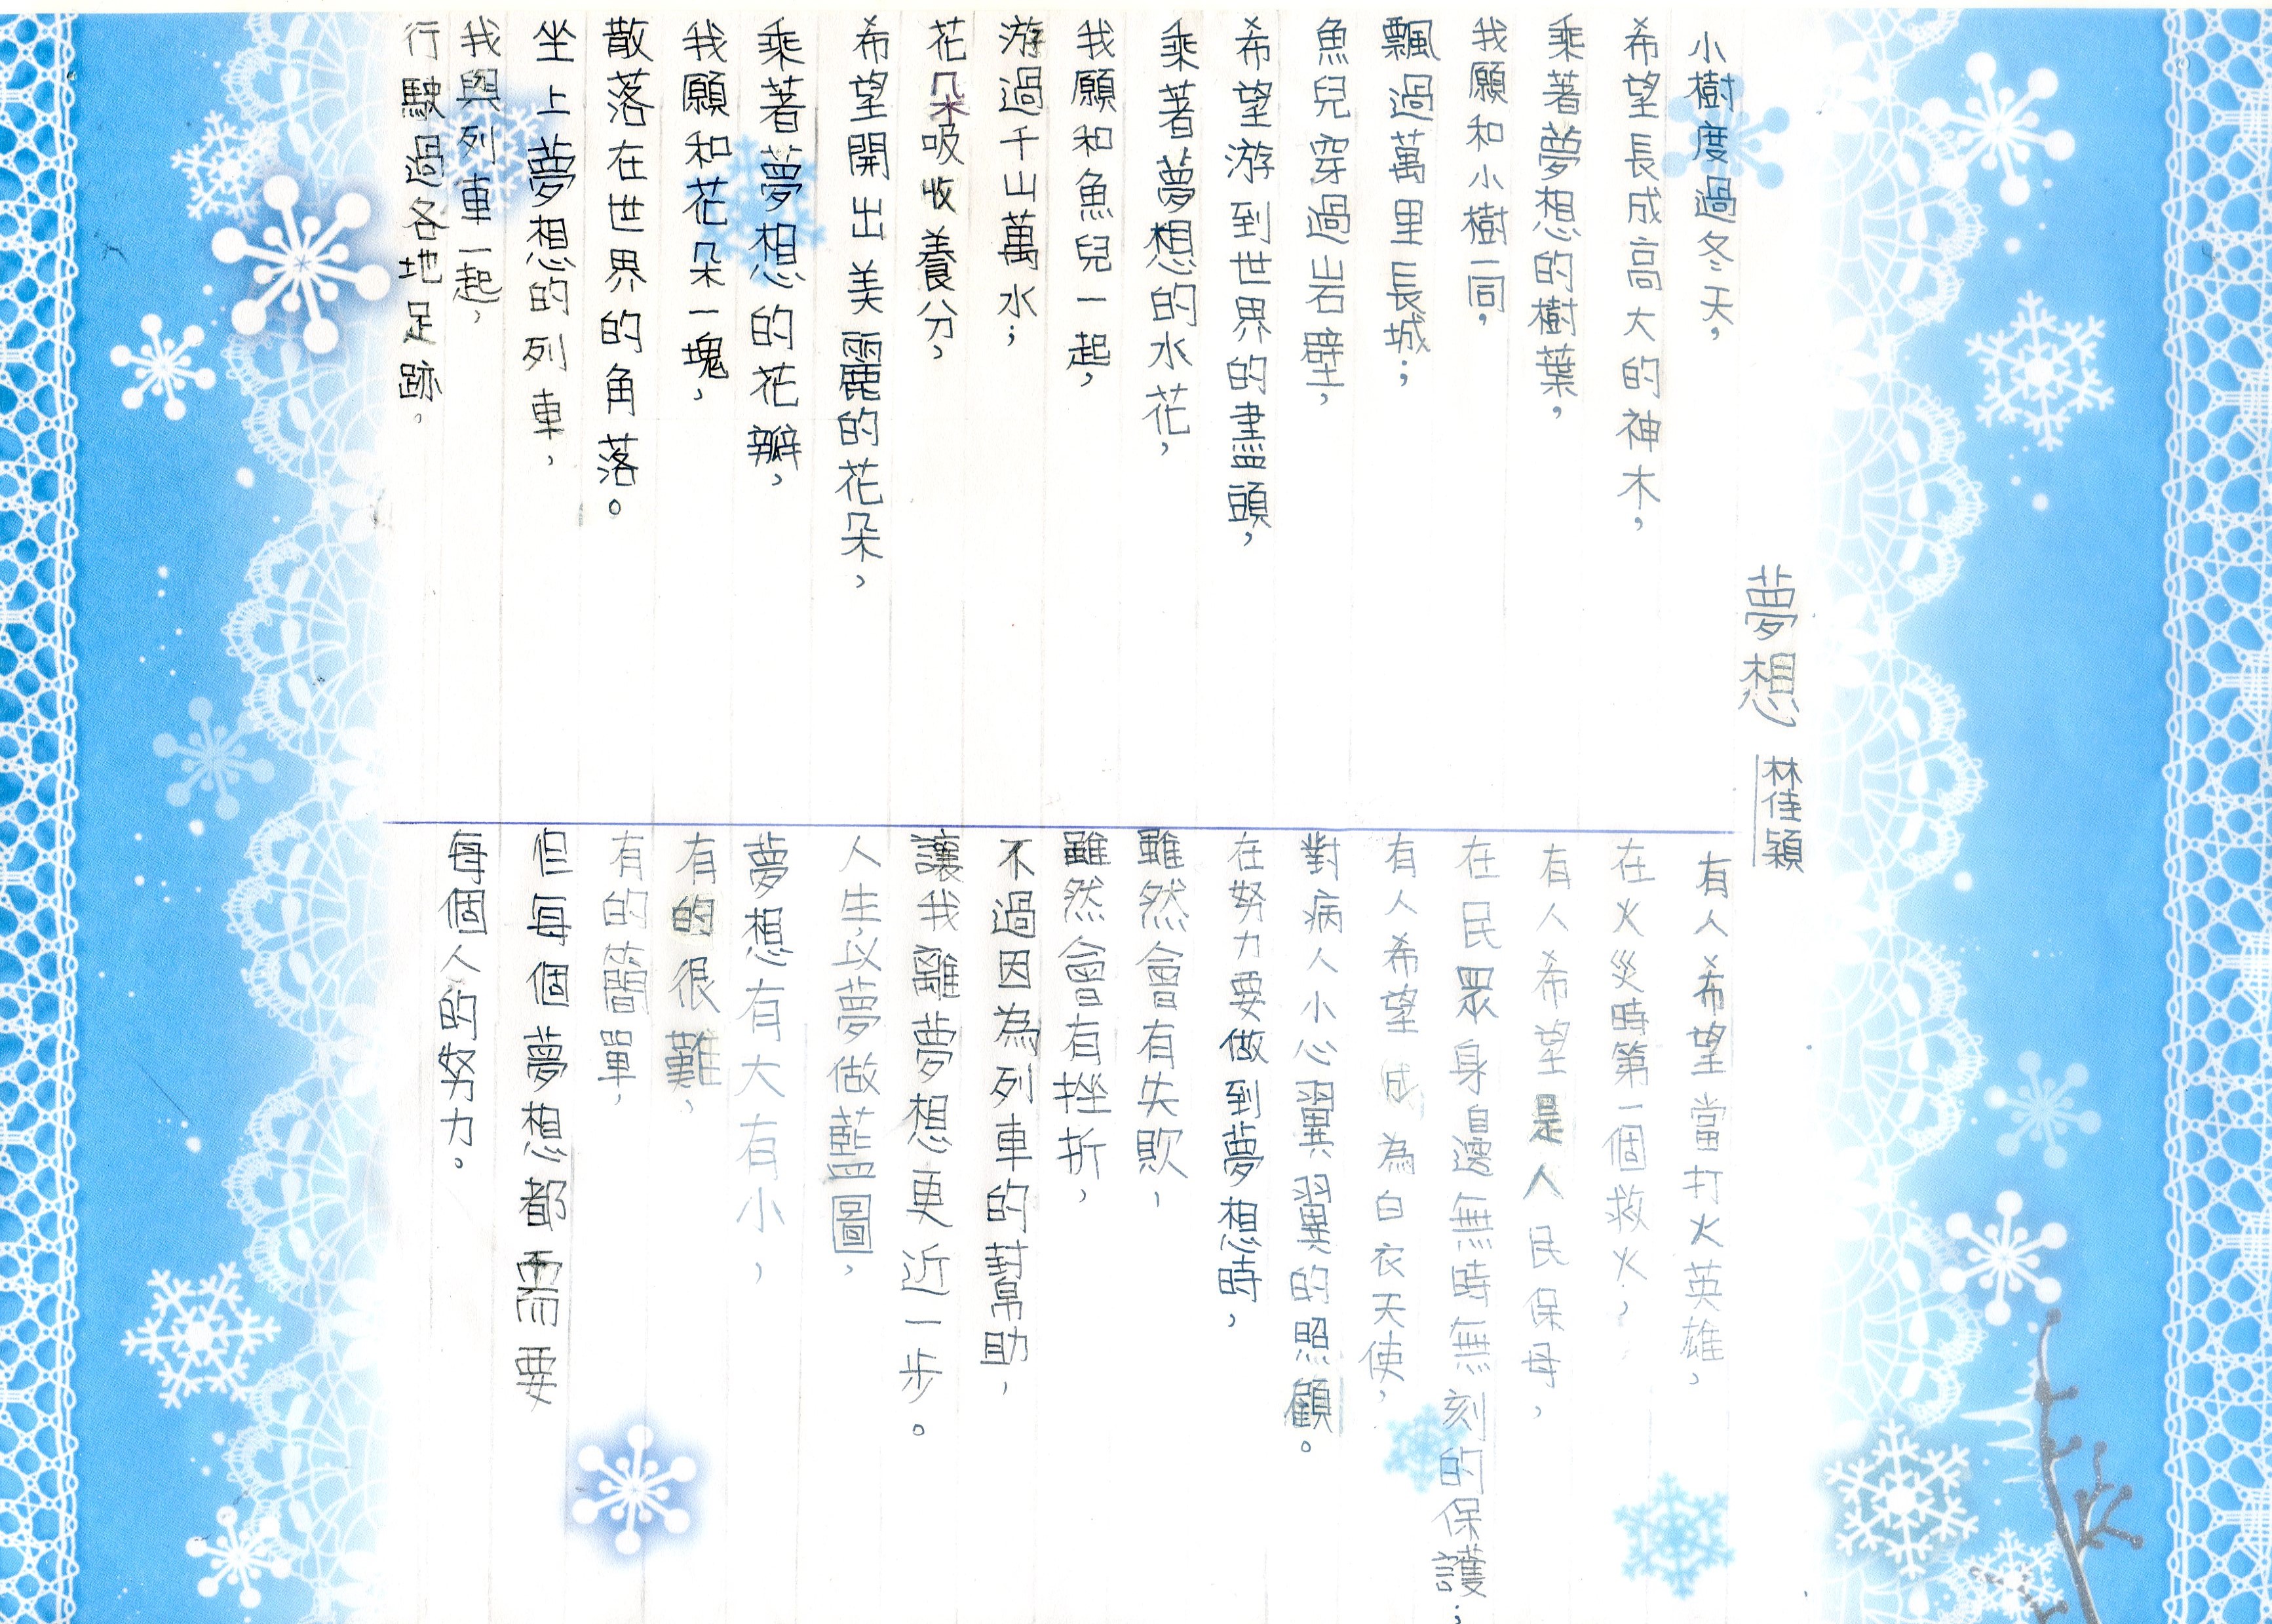 夢想 林佳穎
小樹度過冬天，
希望長成高大的神木，
乘著夢想的樹葉，
我願和小樹一同，
飄過萬里長城；
魚兒穿過山石壁，
希望游到世界的盡頭，
乘著夢想的水花，
我願和魚兒一起，
游過千山萬水；
花朵吸收養分，
希望開出美麗的花朵，
乘著夢想的花瓣，
我願和花朵一塊，
散落在世界的角落。
坐上夢想的列車，
我與列車一起，
行駛過各地足跡。
有人希望當打火英雄，
在火災時第一個救火；
有人希望是人民保母，
在民眾身邊無時無刻的保護；
有人希望成為白衣天使，
對病人小心翼翼的照顧。
在努力要做到夢想時，
雖然會有失敗，
雖然會有挫折，
不過因為列車的幫助，
讓我離夢想更近一步。
人生以夢做藍圖，
夢想有大有小，
有的很難，
有的簡單，
但每個夢想都需要
每個人的努力。